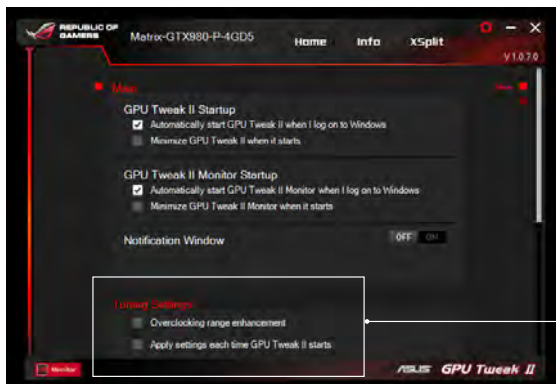 REPUBLIC OF
GAMERS
Matrix-GTX980-P-4GD5
Home Info XSplit
V1.0.7.0
Main
GPU Tweak II Startup
Automatically start GPU Tweak II when I log on to Windows
Minimize GPU Tweak II when it starts
GPU Tweak II Monitor Startup
Automatically start GPU Tweak II Monitor when I log on to Windows
Minimize GPU Tweak II Monitor when it starts
Notification Window OFF ON
Tuning Settings
Overclocking range enhancement
Apply settings each time GPU Tweak II starts
Monitor
ASUS GPU Tweak II